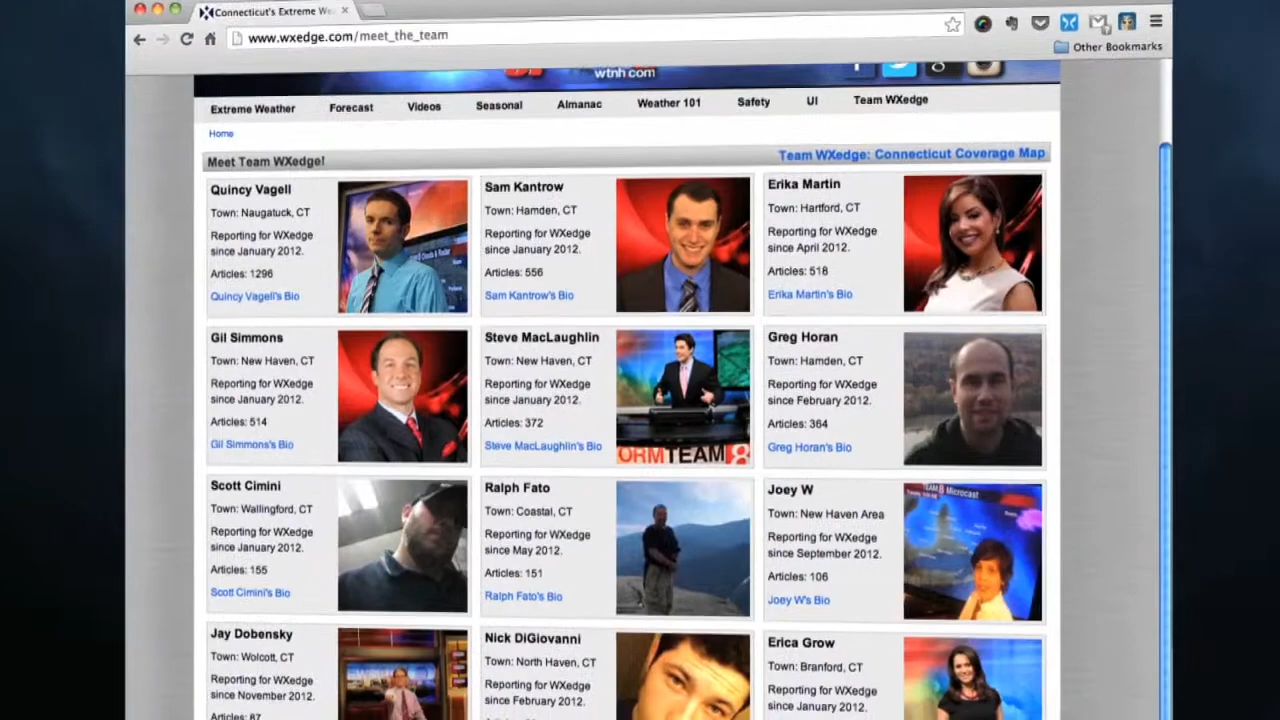 Connecticut's Extreme We
www.wxedge.com/meet_the_team
Other Bookmarks
wtnh com
Extreme Weather Forecast Videos Seasonal Almanac Weather 101 Safety UI Team WXedge
Home
Meet Team WXedge!
Team WXedge: Connecticut Coverage Map
Quincy Vagell
Town: Naugatuck, CT
Reporting for WXedge
since January 2012.
Articles: 1296
Quincy Vagell's Bio
Sam Kantrow
Town: Hamden, CT
Reporting for WXedge
since January 2012.
Articles: 556
Sam Kantrow's Bio
Erika Martin
Town: Hartford, CT
Reporting for WXedge
since April 2012.
Articles: 518
Erika Martin's Bio
Gil Simmons
Town: New Haven, CT
Reporting for WXedge
since January 2012.
Articles: 514
Gil Simmons's Bio
Steve MacLaughlin
Town: New Haven, CT
Reporting for WXedge
since January 2012.
Articles: 372
Steve MacLaughlin's Bio
ORMTEAM 8
Greg Horan
Town: Hamden, CT
Reporting for WXedge
since February 2012.
Articles: 364
Greg Horan's Bio
Scott Cimini
Town: Wallingford, CT
Reporting for WXedge
since January 2012.
Articles: 155
Scott Cimini's Bio
Ralph Fato
Town: Coastal, CT
Reporting for WXedge
since May 2012.
Articles: 151
Ralph Fato's Bio
Joey W
Town: New Haven Area
Reporting for WXedge
since September 2012.
Articles: 106
Joey W's Bio
TEAM 8 Microcast
Jay Dobensky
Town: Wolcott, CT
Reporting for WXedge
since November 2012.
Articles: 87
Nick DiGiovanni
Town: North Haven, CT
Reporting for WXedge
since February 2012.
Erica Grow
Town: Branford, CT
Reporting for WXedge
since January 2012.